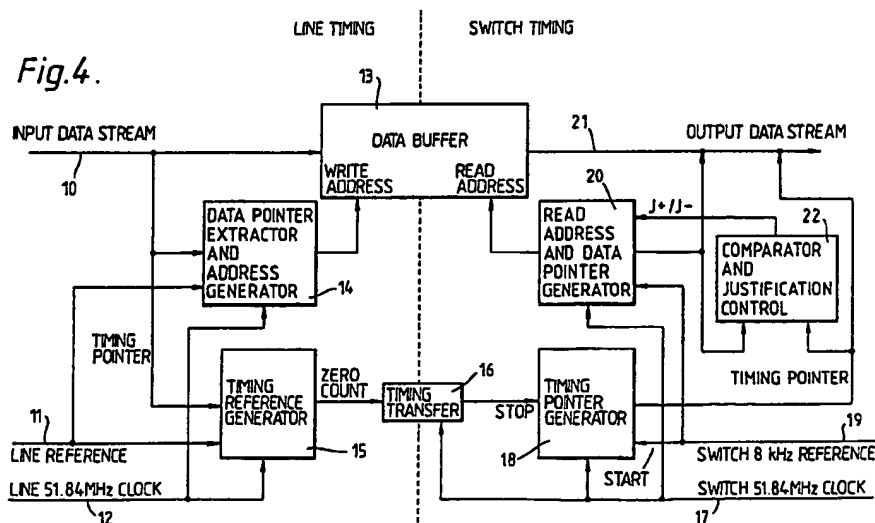 LINE TIMING
SWITCH TIMING
Fig.4.
13
INPUT DATA STREAM
DATA BUFFER
21
OUTPUT DATA STREAM
10
WRITE
ADDRESS
READ
ADDRESS
20
J+/J-
22
DATA POINTER
EXTRACTOR
AND
ADDRESS
GENERATOR
14
READ
ADDRESS
AND DATA
POINTER
GENERATOR
COMPARATOR
AND
JUSTIFICATION
CONTROL
TIMING
POINTER
ZERO
COUNT
16
TIMING POINTER
TIMING
REFERENCE
GENERATOR
15
TIMING
TRANSFER
STOP
TIMING
POINTER
GENERATOR
18
11
LINE REFERENCE
19
START
SWITCH 8 kHz REFERENCE
LINE 51.84MHz CLOCK
12
SWITCH 51.84MHz CLOCK
17